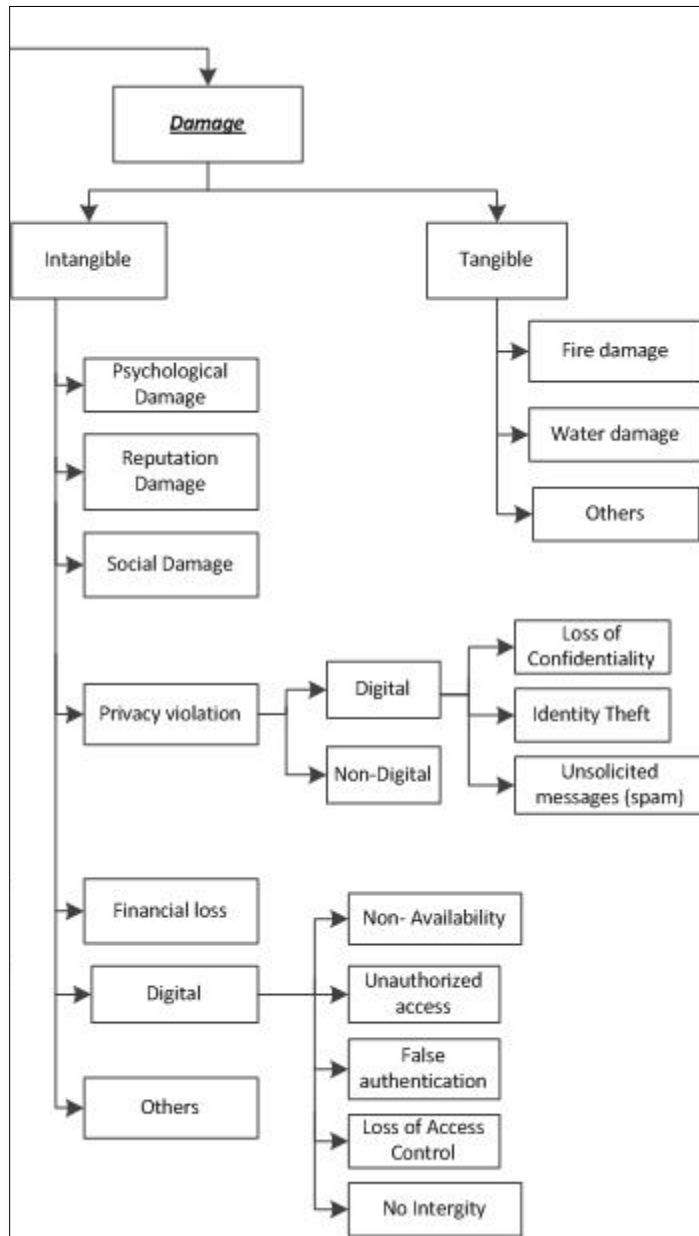 Damage
Intangible
Tangible
Psychological
Damage
Reputation
Damage
Social Damage
Privacy violation
Financial loss
Digital
Others
Fire damage
Water damage
Others
Digital
Non-Digital
Loss of
Confidentiality
Identity Theft
Unsolicited
messages (spam)
Non- Availability
Unauthorized
access
False
authentication
Loss of Access
Control
No Intergity